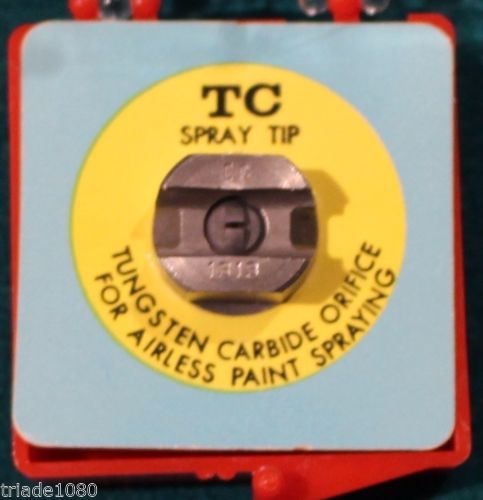 TC
SPRAY TIP
1313
TUNGSTEN CARBIDE ORIFICE
FOR AIRLESS PAINT SPRAYING
triade1080